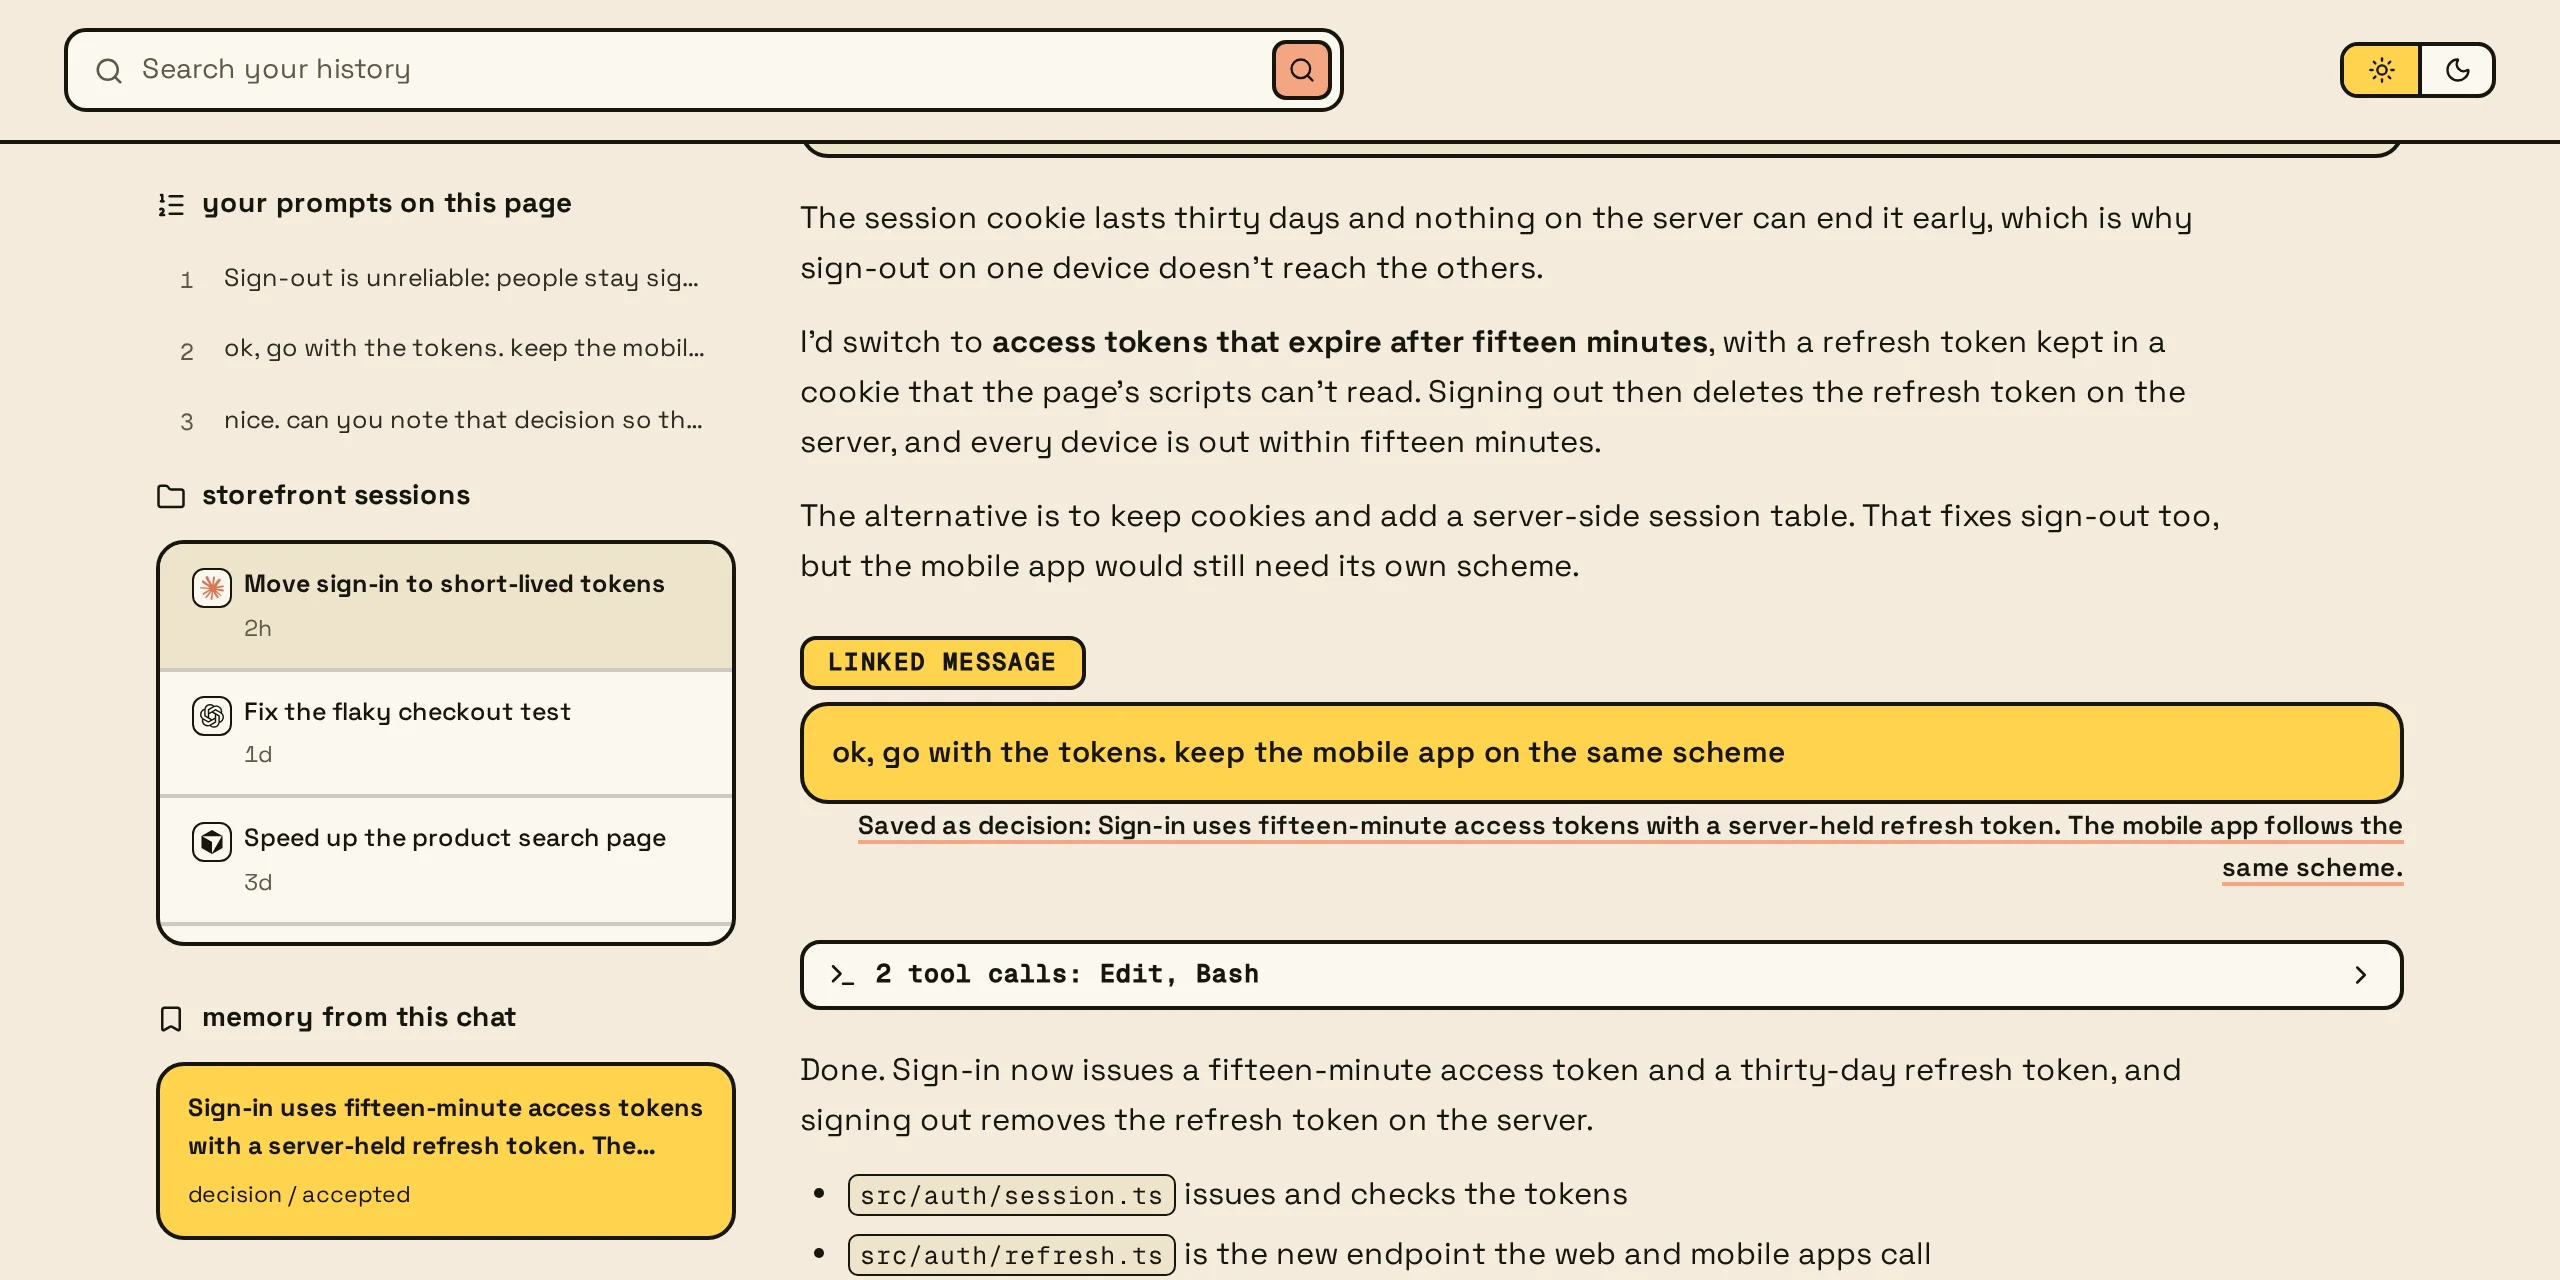 Search your history
your prompts on this page
1 Sign-out is unreliable: people stay sig...
2 ok, go with the tokens. keep the mobil...
3 nice. can you note that decision so th...
storefront sessions
Move sign-in to short-lived tokens
2h
Fix the flaky checkout test
1d
Speed up the product search page
3d
memory from this chat
Sign-in uses fifteen-minute access tokens
with a server-held refresh token. The...
decision / accepted
The session cookie lasts thirty days and nothing on the server can end it early, which is why
sign-out on one device doesn’t reach the others.
I’d switch to access tokens that expire after fifteen minutes, with a refresh token kept in a
cookie that the page’s scripts can’t read. Signing out then deletes the refresh token on the
server, and every device is out within fifteen minutes.
The alternative is to keep cookies and add a server-side session table. That fixes sign-out too,
but the mobile app would still need its own scheme.
LINKED MESSAGE
ok, go with the tokens. keep the mobile app on the same scheme
Saved as decision: Sign-in uses fifteen-minute access tokens with a server-held refresh token. The mobile app follows the
same scheme.
2 tool calls: Edit, Bash
Done. Sign-in now issues a fifteen-minute access token and a thirty-day refresh token, and
signing out removes the refresh token on the server.
• src/auth/session.ts issues and checks the tokens
• src/auth/refresh.ts is the new endpoint the web and mobile apps call